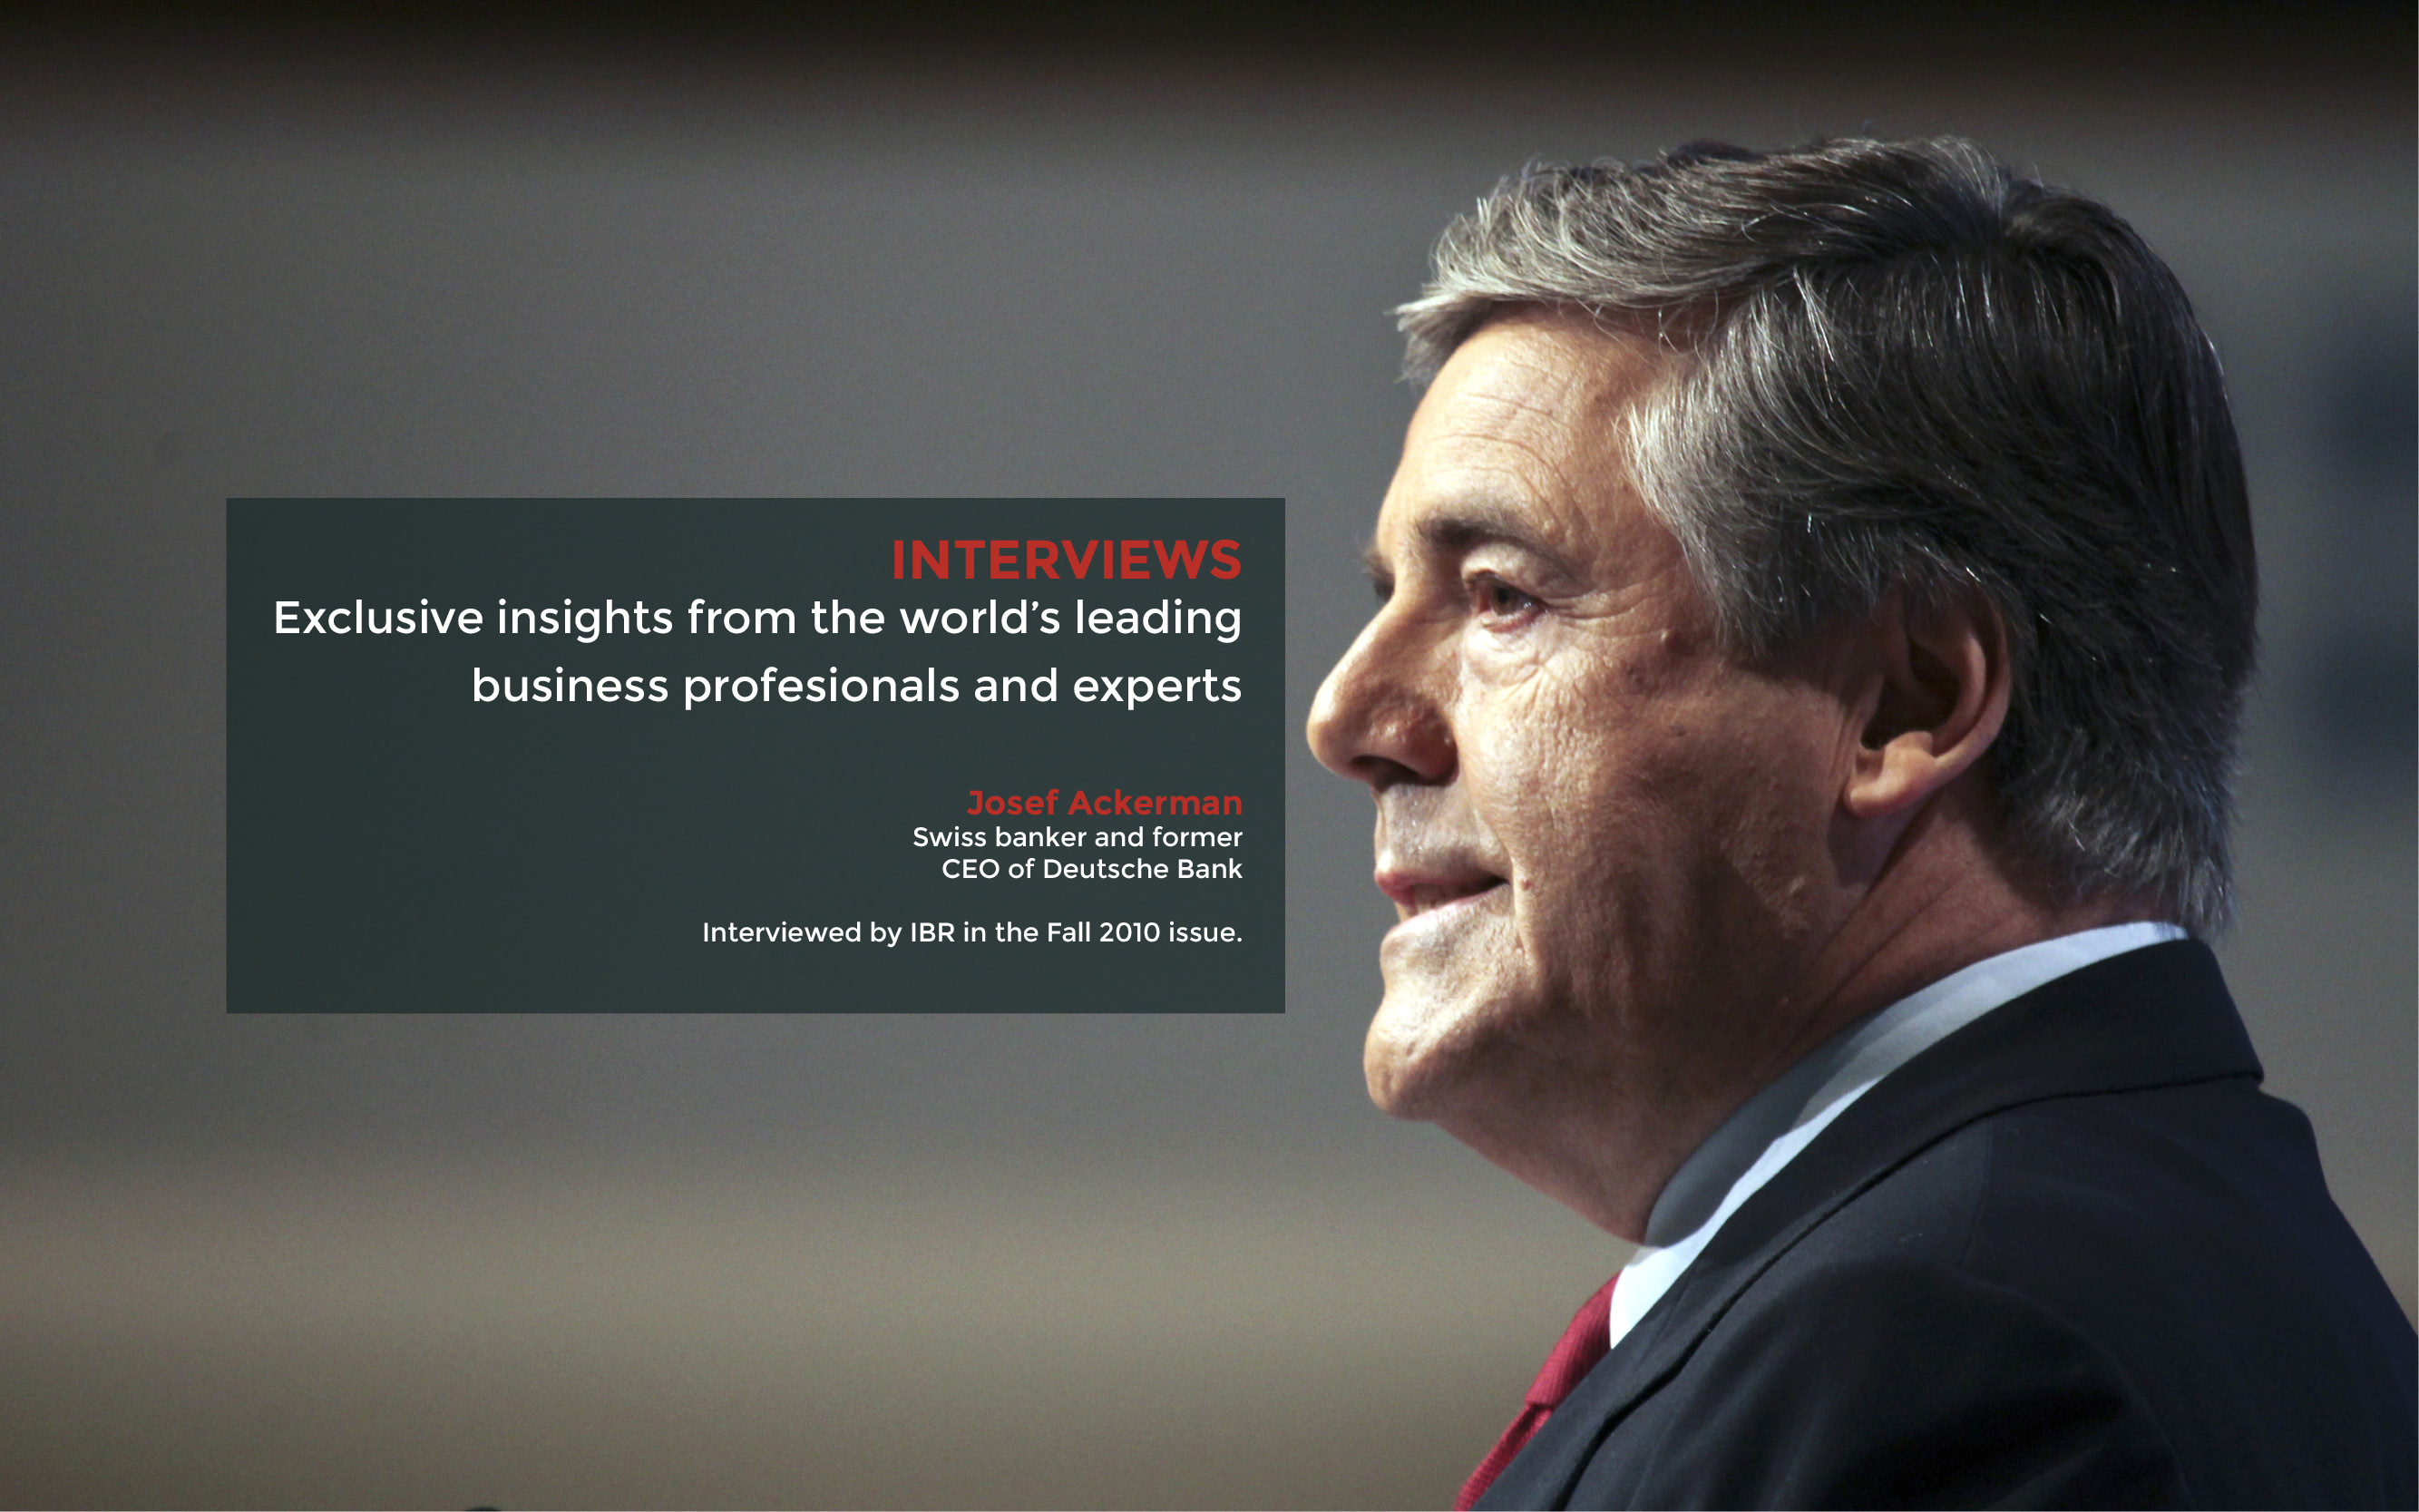 INTERVIEWS
Exclusive insights from the world’s leading
business profesionals and experts
Josef Ackerman
Swiss banker and former
CEO of Deutsche Bank
Interviewed by IBR in the Fall 2010 issue.